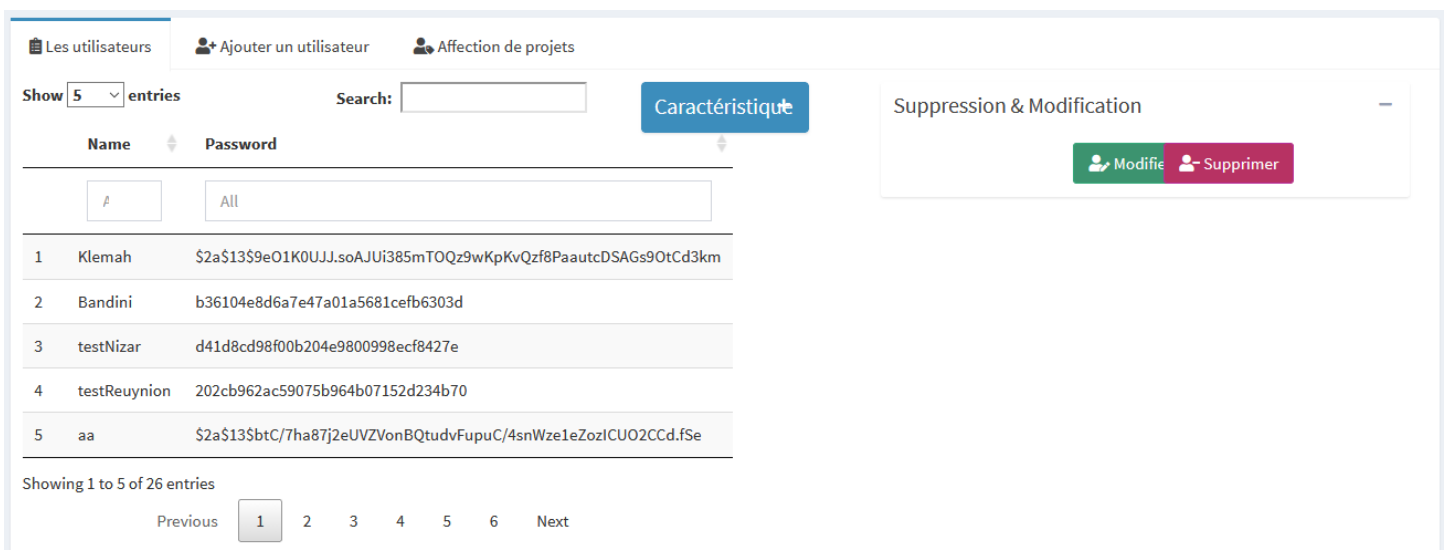 Les utilisateurs Ajouter un utilisateur Affection de projets
Show 5 entries Search: Caractéristique Suppression & Modification
Name Password
Modifie Supprimer
All
1 Klemah $2a$13$9eO1K0UJJ.soAJUi385mTOQz9wKpKvQzf8PaautcDSAGs9OtCd3km
2 Bandini b36104e8d6a7e47a01a5681cefb6303d
3 testNizar d41d8cd98f00b204e9800998ecf8427e
4 testReuynion 202cb962ac59075b964b07152d234b70
5 aa $2a$13$btC/7ha87j2eUVZVonBQtudvFupuC/4snWze1eZozICUO2CCd.fSe
Showing 1 to 5 of 26 entries
Previous 1 2 3 4 5 6 Next